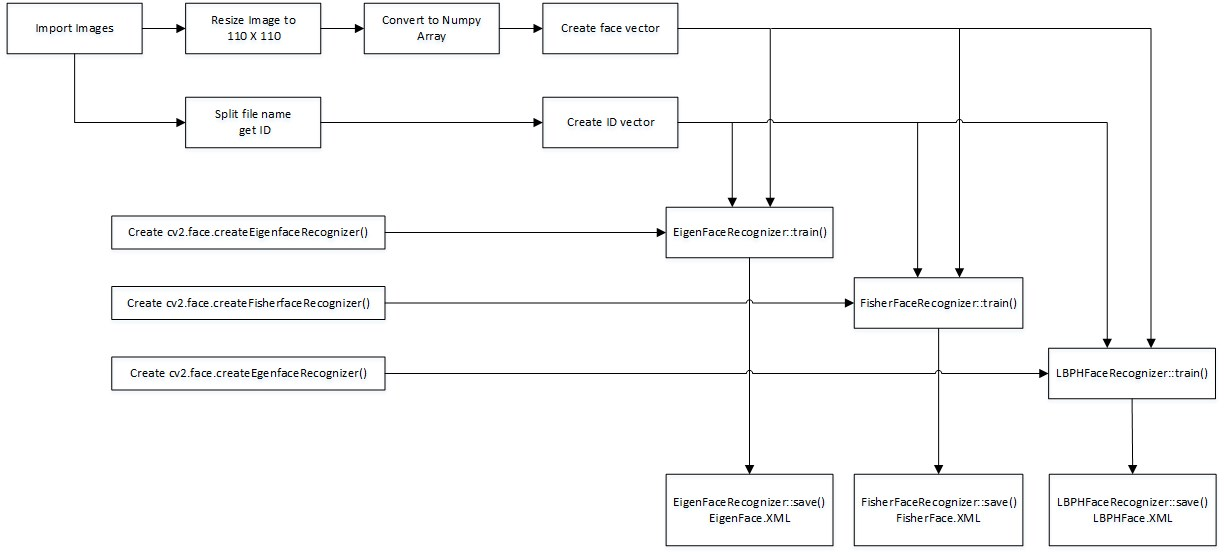 Import Images
Resize Image to
110 X 110
Convert to Numpy
Array
Create face vector
Split file name
get ID
Create ID vector
Create cv2.face.createEigenfaceRecognizer()
EigenFaceRecognizer::train()
Create cv2.face.createFisherfaceRecognizer()
FisherFaceRecognizer::train()
Create cv2.face.createEgenfaceRecognizer()
LBPHFaceRecognizer::train()
EigenFaceRecognizer::save()
EigenFace.XML
FisherFaceRecognizer::save()
FisherFace.XML
LBPHFaceRecognizer::save()
LBPHFace.XML